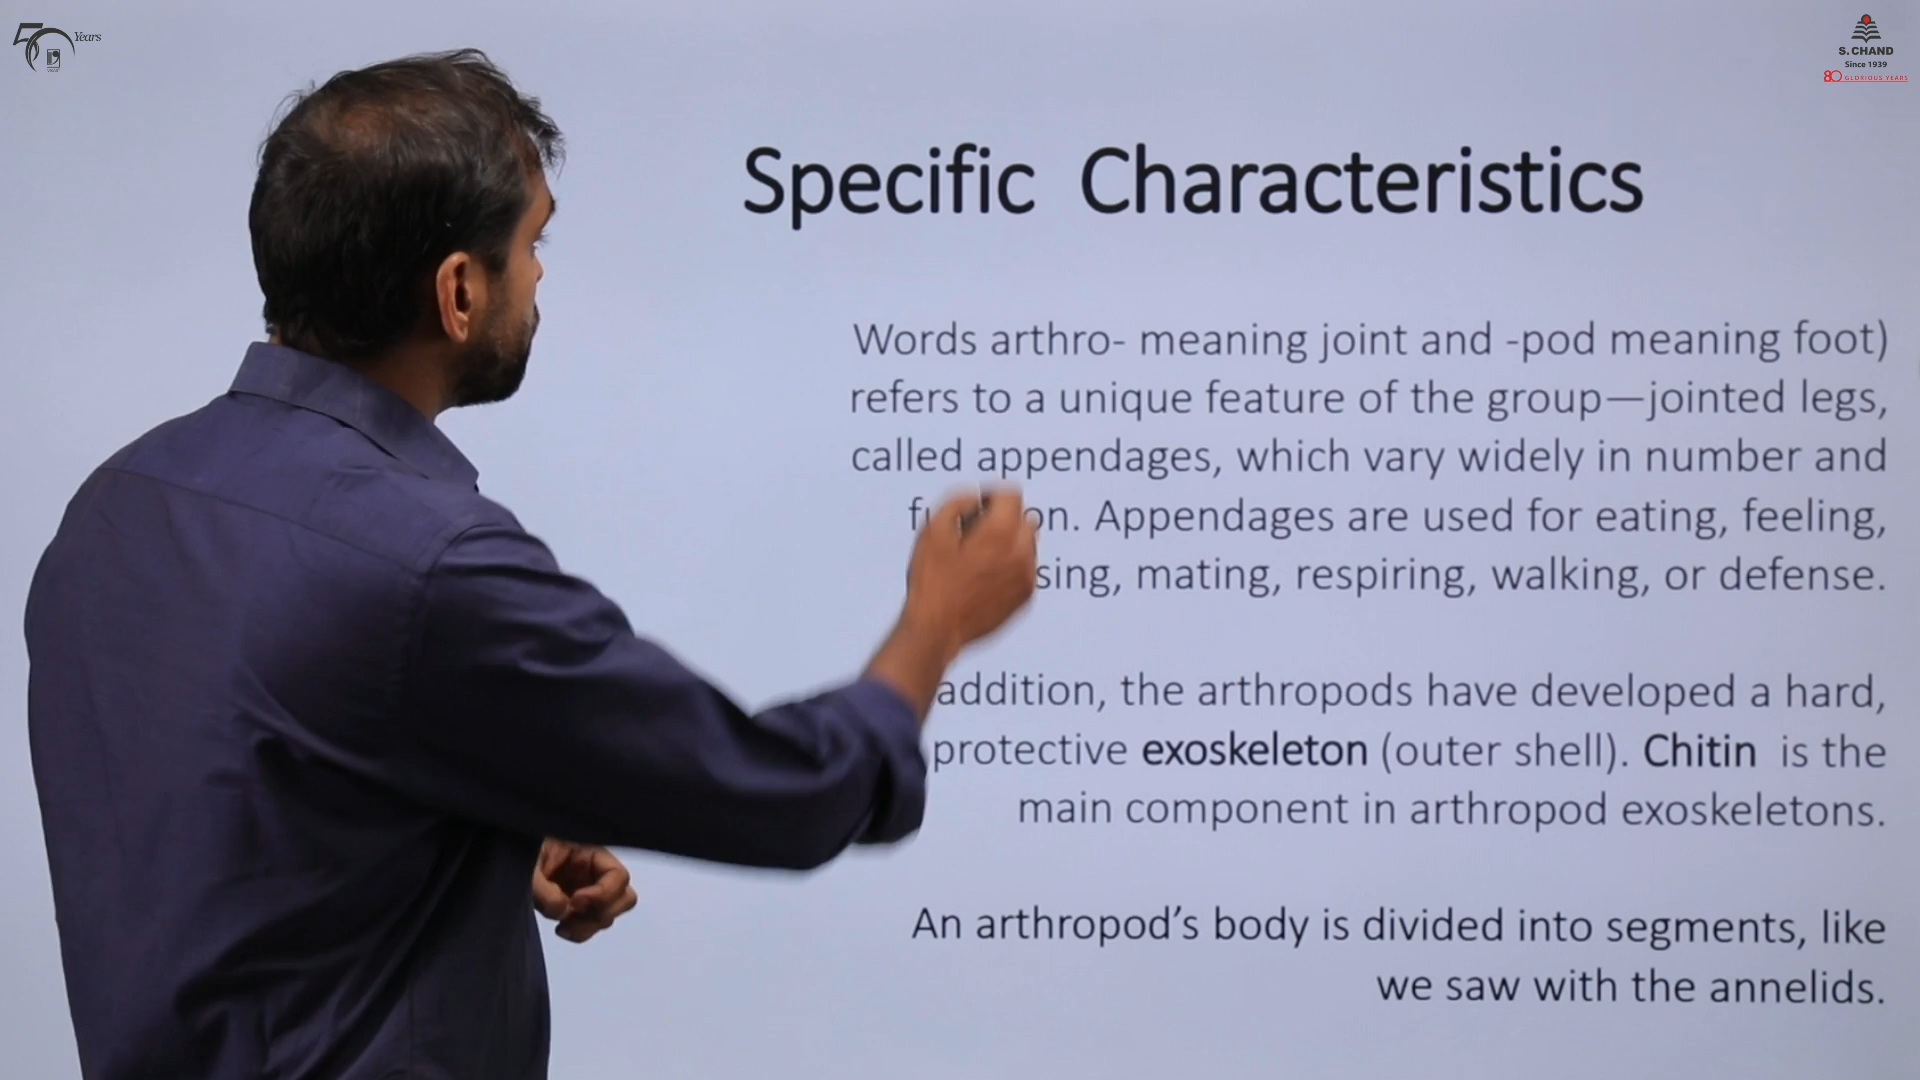 50 Years
S. CHAND
Since 1939
80 GLORIOUS YEARS
Specific Characteristics
Words arthro- meaning joint and -pod meaning foot)
refers to a unique feature of the group—jointed legs,
called appendages, which vary widely in number and
Appendages are used for eating, feeling,
mating, respiring, walking, or defense.
addition, the arthropods have developed a hard,
protective exoskeleton (outer shell). Chitin is the
main component in arthropod exoskeletons.
An arthropod’s body is divided into segments, like
we saw with the annelids.